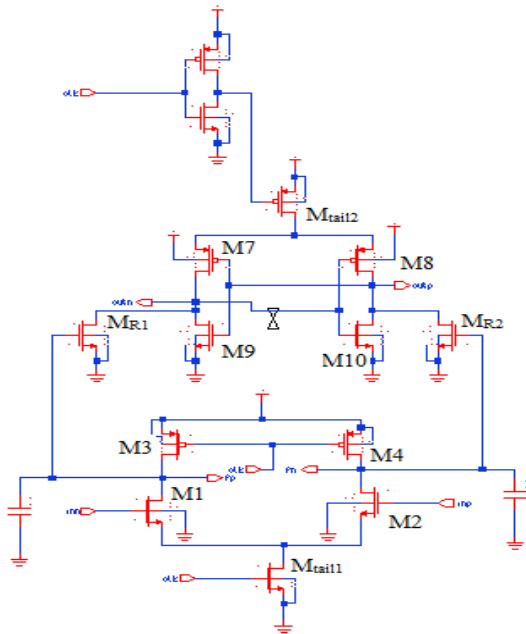 clk
Mtail2
M7
M8
outn
outp
MR1
M9
M10
MR2
M3
clk
fn
M4
fp
M1
inn
inp
M2
Mtail1
clk